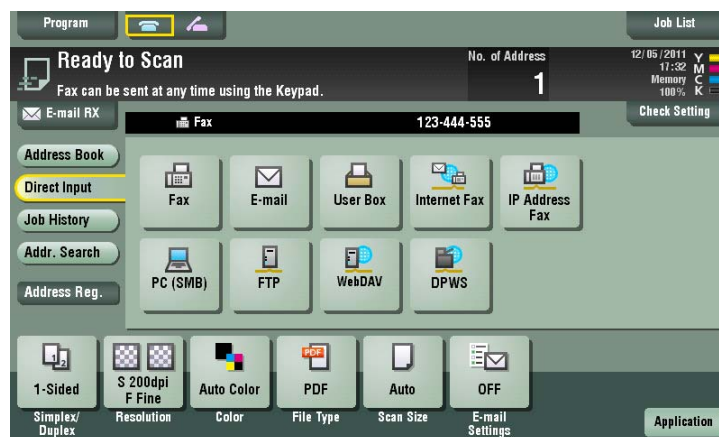 Program
Job List
Ready to Scan
Fax can be sent at any time using the Keypad.
No. of Address
1
12/05/2011
17:32
Memory
100%
Y
M
C
K
E-mail RX
Fax
123-444-555
Check Setting
Address Book
Direct Input
Job History
Addr. Search
Address Reg.
Fax
E-mail
User Box
Internet Fax
IP Address
Fax
PC (SMB)
FTP
WebDAV
DPWS
1 2
1-Sided
S 200dpi
F Fine
Auto Color
PDF
PDF
Auto
OFF
Simplex/
Duplex
Resolution
Color
File Type
Scan Size
E-mail
Settings
Application